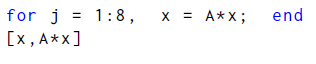 for j = 1:8,  x = A*x;  end
[x,A*x]